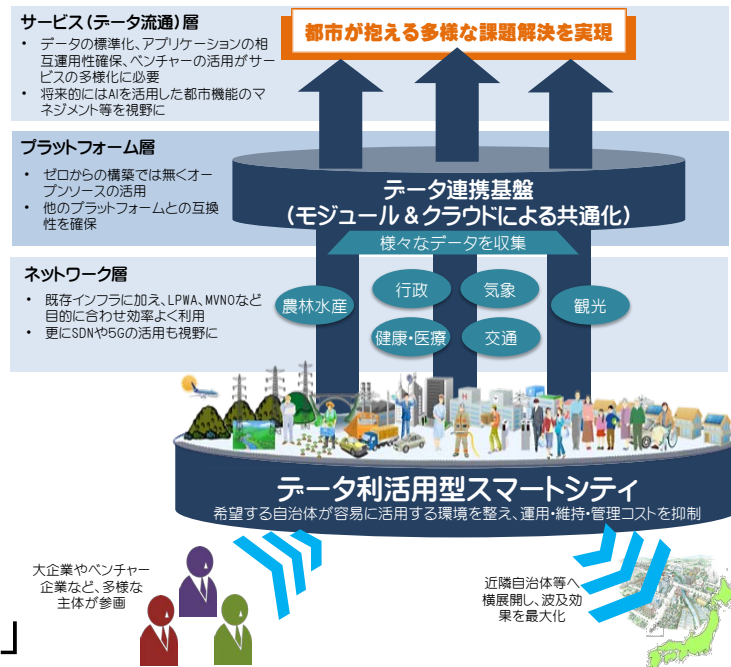 サービス（データ流通）層
都市が抱える多様な課題解決を実現
• データの標準化、アプリケーションの相
互運用性確保、ベンチャーの活用がサー
ビスの多様化に必要
• 将来的にはAIを活用した都市機能のマ
ネジメント等を視野に
プラットフォーム層
• ゼロからの構築では無くオー
プンソースの活用
• 他のプラットフォームとの互換
性を確保
データ連携基盤
（モジュール＆クラウドによる共通化）
様々なデータを収集
ネットワーク層
• 既存インフラに加え、LPWA、MVNOなど
目的に合わせ効率よく利用
• 更にSDNや5Gの活用も視野に
農林水産
行政
気象
観光
健康・医療
交通
データ利活用型スマートシティ
希望する自治体が容易に活用する環境を整え、運用・維持・管理コストを抑制
大企業やベンチャー
企業など、多様な
主体が参画
近隣自治体等へ
横展開し、波及効
果を最大化
」